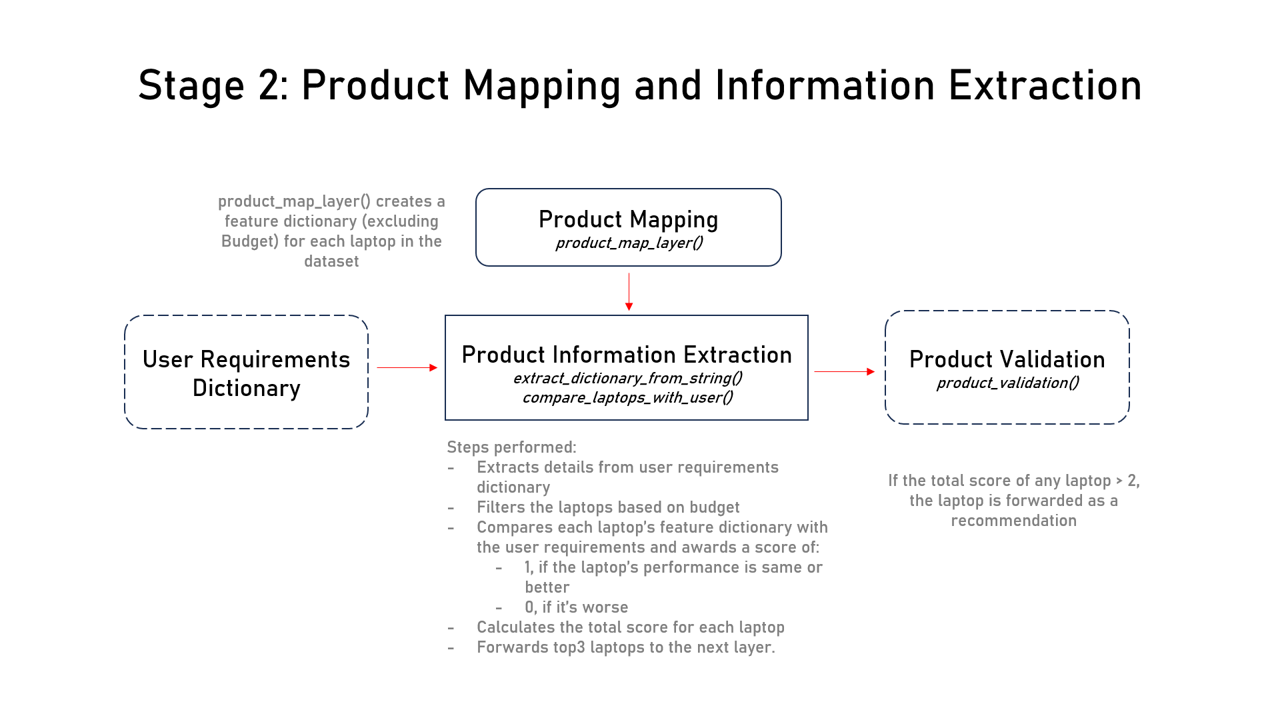 Stage 2: Product Mapping and Information Extraction
product_map_layer() creates a
feature dictionary (excluding
Budget) for each laptop in the
dataset
Product Mapping
product_map_layer()
User Requirements
Dictionary
Product Information Extraction
extract_dictionary_from_string()
compare_laptops_with_user()
Product Validation
product_validation()
Steps performed:
- Extracts details from user requirements
dictionary
- Filters the laptops based on budget
- Compares each laptop's feature dictionary with
the user requirements and awards a score of:
- 1, if the laptop's performance is same or
better
- 0, if it's worse
- Calculates the total score for each laptop
- Forwards top3 laptops to the next layer.
If the total score of any laptop > 2,
the laptop is forwarded as a
recommendation